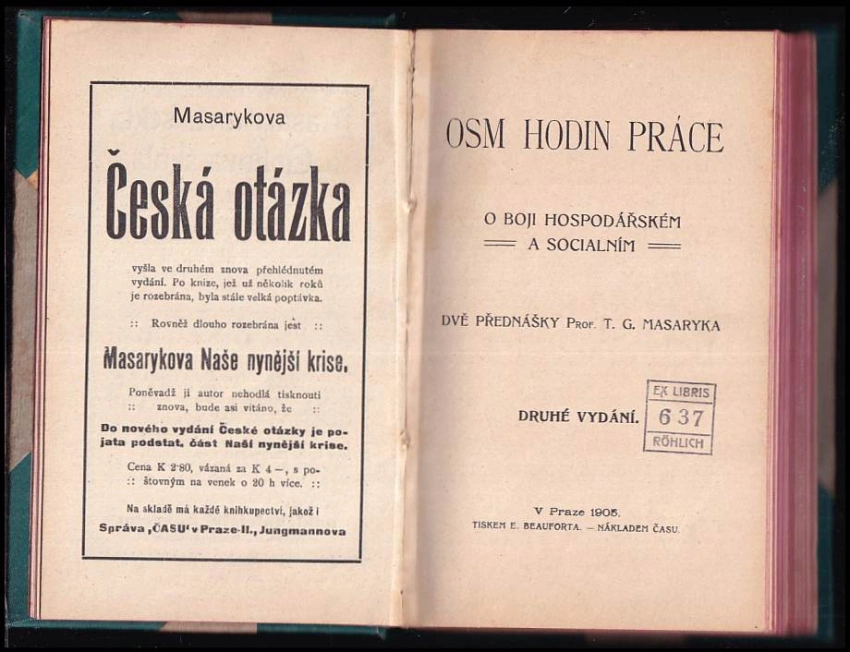 Masarykova
Česká otázka
vyšla ve druhém znova přehlédnutém
vydání. Po knize, jež už několik roků
je rozebrána, byla stále velká poptávka.
:: Rovněž dlouho rozebrána jest ::
Masarykova Naše nynější krise.
Poněvadž ji autor nehodlá tisknouti
:: znova, bude asi vítáno, že ::
Do nového vydání České otázky je po-
jata podstat. část Naší nynější krise.
Cena K 2·80, vázaná za K 4—, s po-
:: štovným na venek o 20 h více. ::
Na skladě má každé knihkupectví, jakož i
Správa „ČASU“ v Praze-II., Jungmannova
OSM HODIN PRÁCE
O BOJI HOSPODÁŘSKÉM
A SOCIALNÍM
DVĚ PŘEDNÁŠKY Prof. T. G. MASARYKA
DRUHÉ VYDÁNÍ.
EX LIBRIS
637
RÖHLICH
V Praze 1905.
TISKEM E. BEAUFORTA. — NÁKLADEM ČASU.